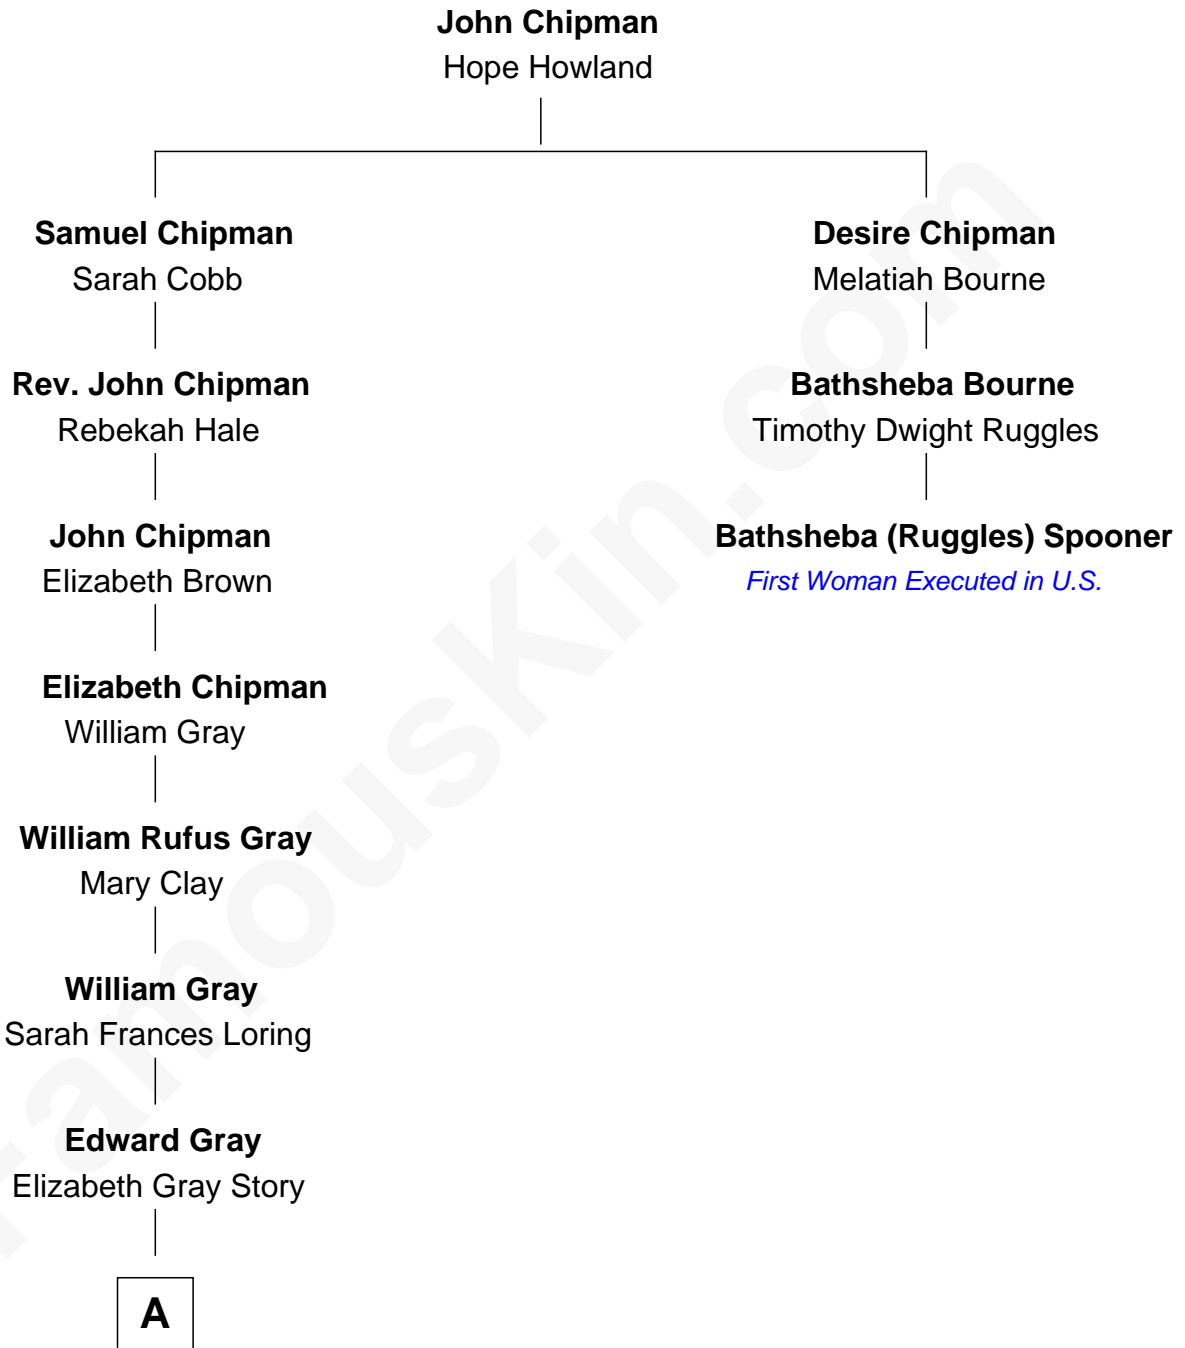 John Chipman
Hope Howland
Samuel Chipman
Sarah Cobb
Desire Chipman
Melatiah Bourne
Rev. John Chipman
Rebekah Hale
Bathsheba Bourne
Timothy Dwight Ruggles
John Chipman
Elizabeth Brown
Bathsheba (Ruggles) Spooner
First Woman Executed in U.S.
Elizabeth Chipman
William Gray
William Rufus Gray
Mary Clay
William Gray
Sarah Frances Loring
Edward Gray
Elizabeth Gray Story
A
FamousKin.com